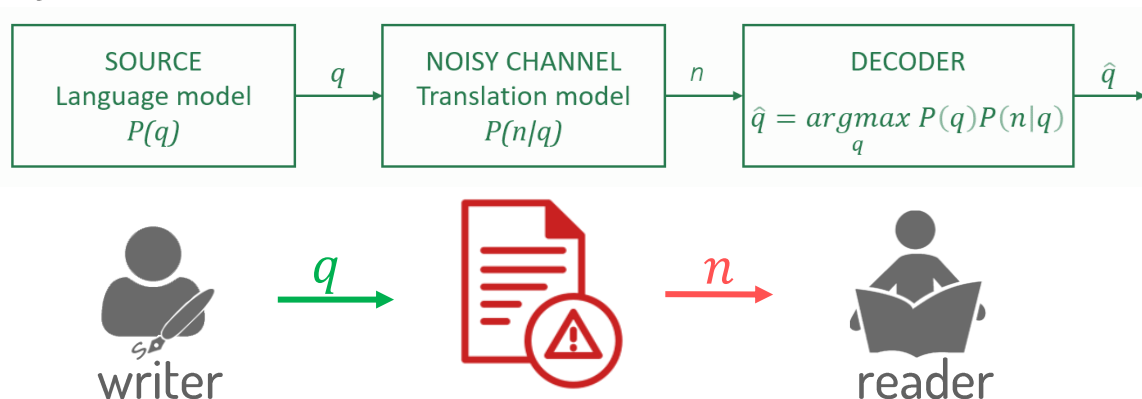 SOURCE
Language model
P(q)
q
NOISY CHANNEL
Translation model
P(n|q)
n
DECODER
q̂ = argmax P(q)P(n|q)
q
q̂
q
n
writer
reader